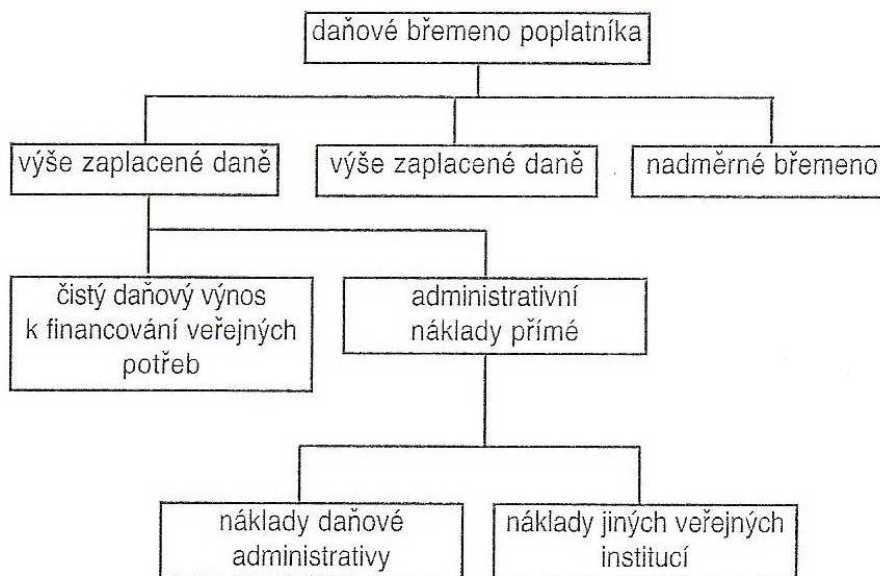 daňové břemeno poplatníka
výše zaplacené daně
výše zaplacené daně
nadměrné břemeno
čistý daňový výnos
k financování veřejných
potřeb
administrativní
náklady přímé
náklady daňové
administrativy
náklady jiných veřejných
institucí